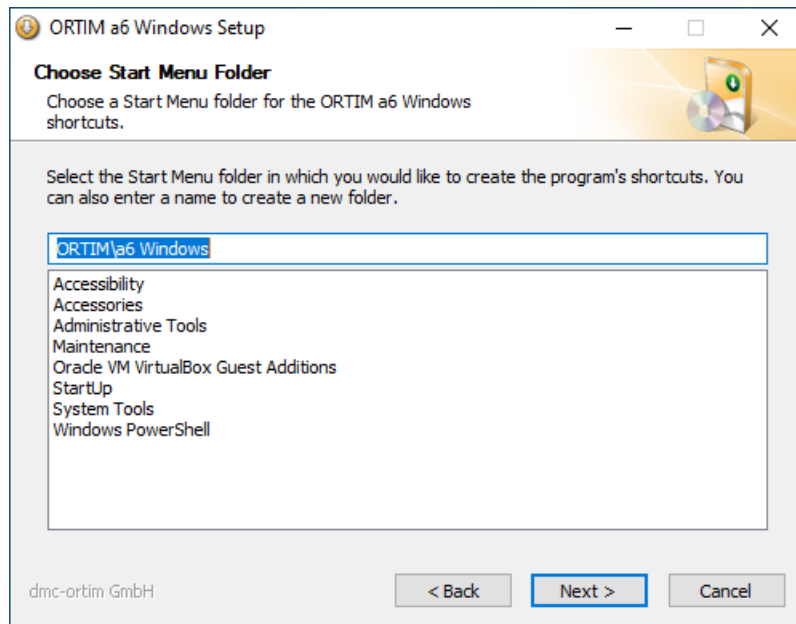 ORTIM a6 Windows Setup
Choose Start Menu Folder
Choose a Start Menu folder for the ORTIM a6 Windows
shortcuts.
Select the Start Menu folder in which you would like to create the program's shortcuts. You
can also enter a name to create a new folder.
ORTIM\a6 Windows
Accessibility
Accessories
Administrative Tools
Maintenance
Oracle VM VirtualBox Guest Additions
StartUp
System Tools
Windows PowerShell
dmc-ortim GmbH
< Back
Next >
Cancel